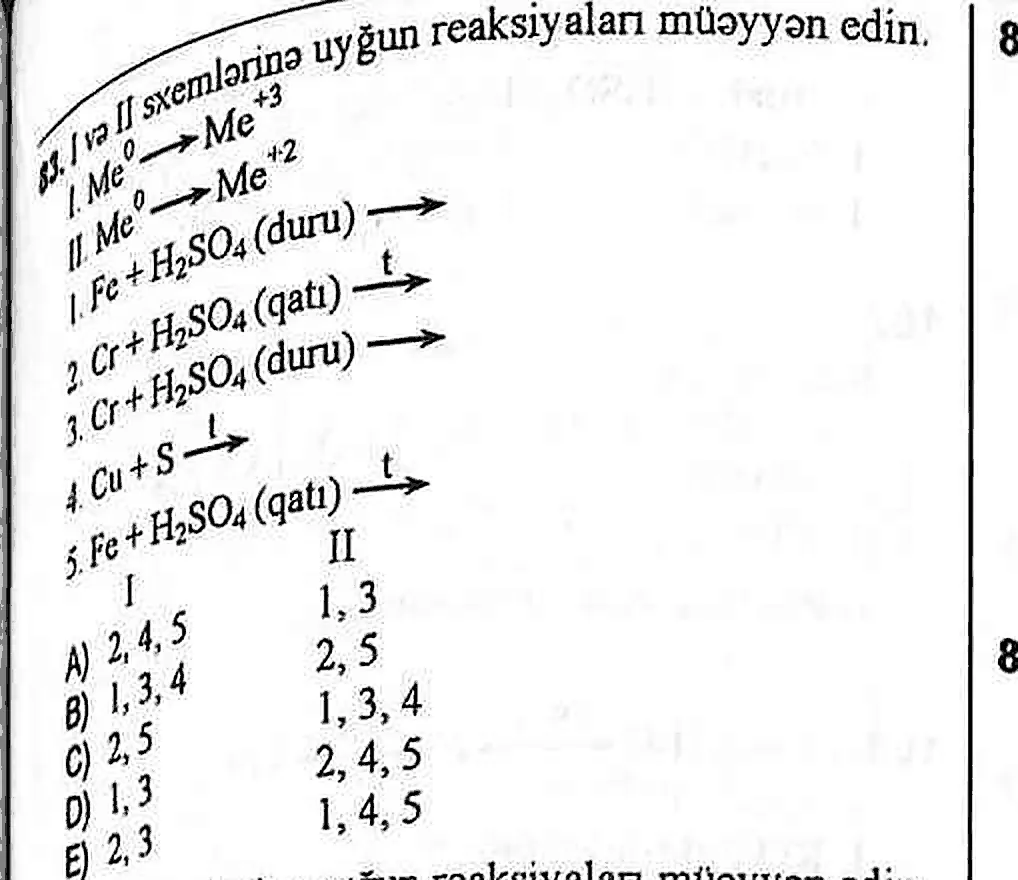 83. I və II sxemlərinə uyğun reaksiyaları müəyyən edin.
I. Me⁰ → Me⁺³
II. Me⁰ → Me⁺²
1. Fe + H₂SO₄ (duru) →
2. Cr + H₂SO₄ (qatı) t→
3. Cr + H₂SO₄ (duru) →
4. Cu + S t→
5. Fe + H₂SO₄ (qatı) t→
I II
A) 2, 4, 5 1, 3
B) 1, 3, 4 2, 5
C) 2, 5 1, 3, 4
D) 1, 3 2, 4, 5
E) 2, 3 1, 4, 5
8
8